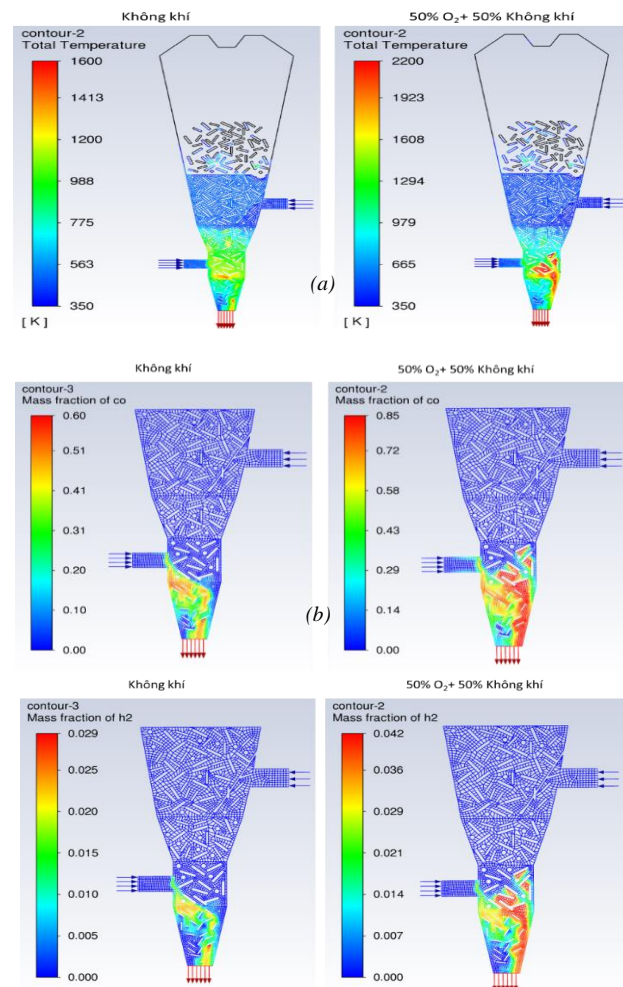 Không khí
contour-2
Total Temperature
1600
1413
1200
988
775
563
350
[ K ]
50% O₂+ 50% Không khí
contour-2
Total Temperature
2200
1923
1608
1294
979
665
350
[ K ]
(a)
Không khí
contour-3
Mass fraction of co
0.60
0.51
0.41
0.31
0.20
0.10
0.00
50% O₂+ 50% Không khí
contour-2
Mass fraction of co
0.85
0.72
0.58
0.43
0.29
0.14
0.00
(b)
Không khí
contour-3
Mass fraction of h2
0.029
0.025
0.020
0.015
0.010
0.005
0.000
50% O₂+ 50% Không khí
contour-2
Mass fraction of h2
0.042
0.036
0.029
0.021
0.014
0.007
0.000